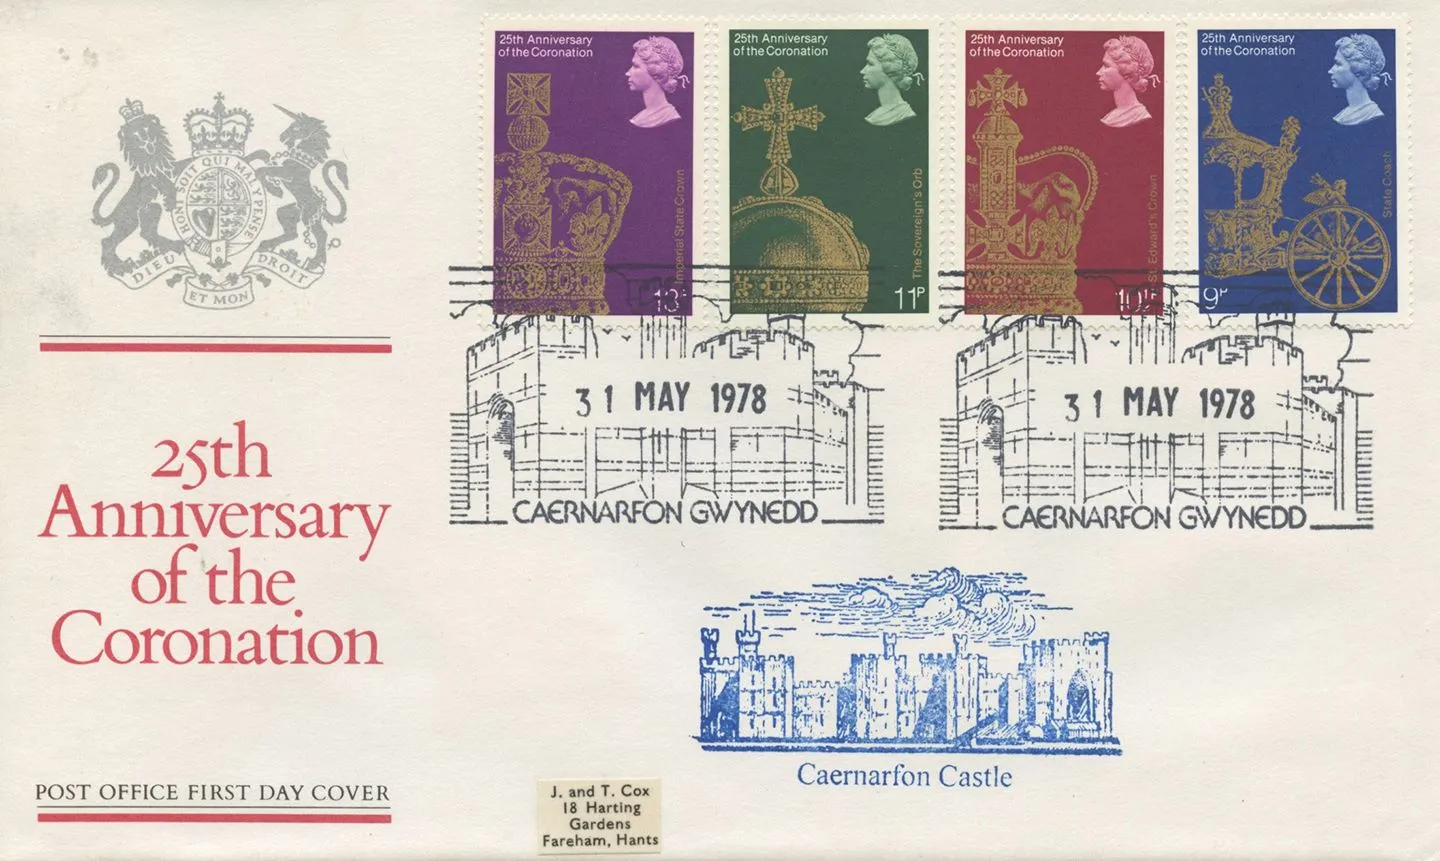 25th Anniversary
of the Coronation
Imperial State Crown
13P
25th Anniversary
of the Coronation
The Sovereign's Orb
11P
25th Anniversary
of the Coronation
St. Edward's Crown
10½P
25th Anniversary
of the Coronation
State Coach
9P
HONI SOIT QUI MAL Y PENSE
DIEU ET MON DROIT
31 MAY 1978
CAERNARFON GWYNEDD
31 MAY 1978
CAERNARFON GWYNEDD
25th
Anniversary
of the
Coronation
Caernarfon Castle
POST OFFICE FIRST DAY COVER
J. and T. Cox
18 Harting
Gardens
Fareham, Hants